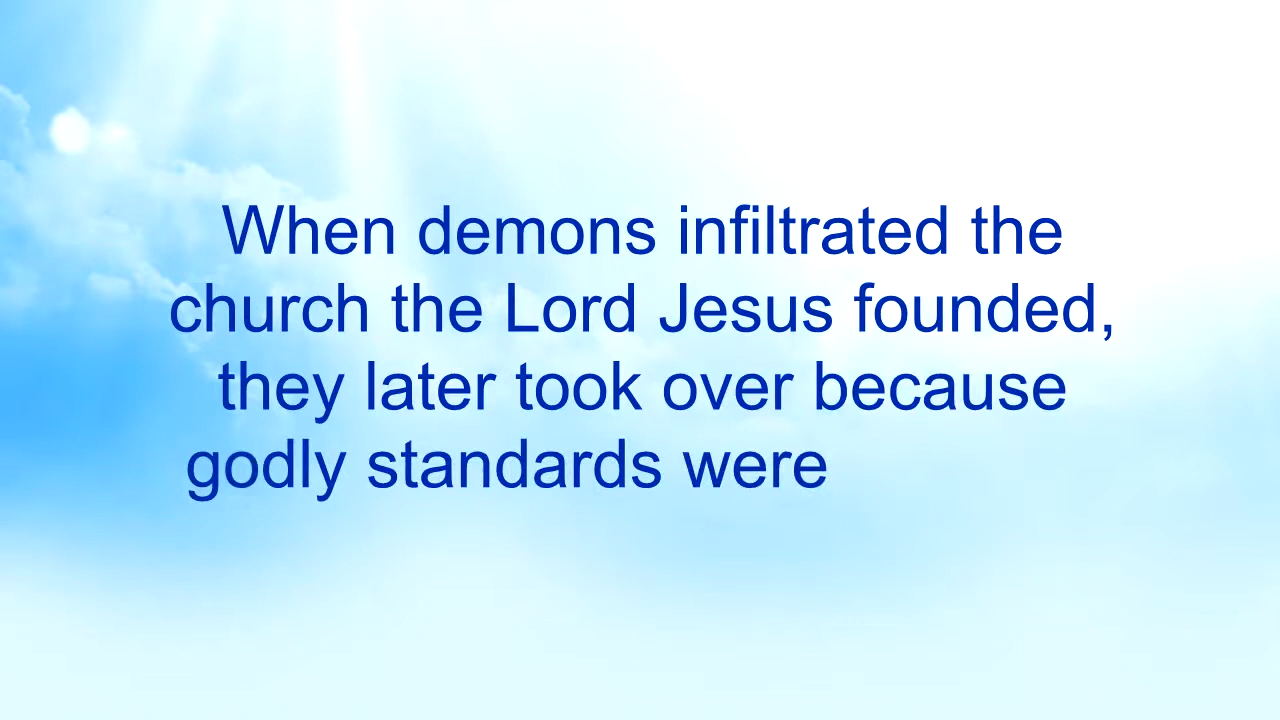 When demons infiltrated the
church the Lord Jesus founded,
they later took over because
godly standards were